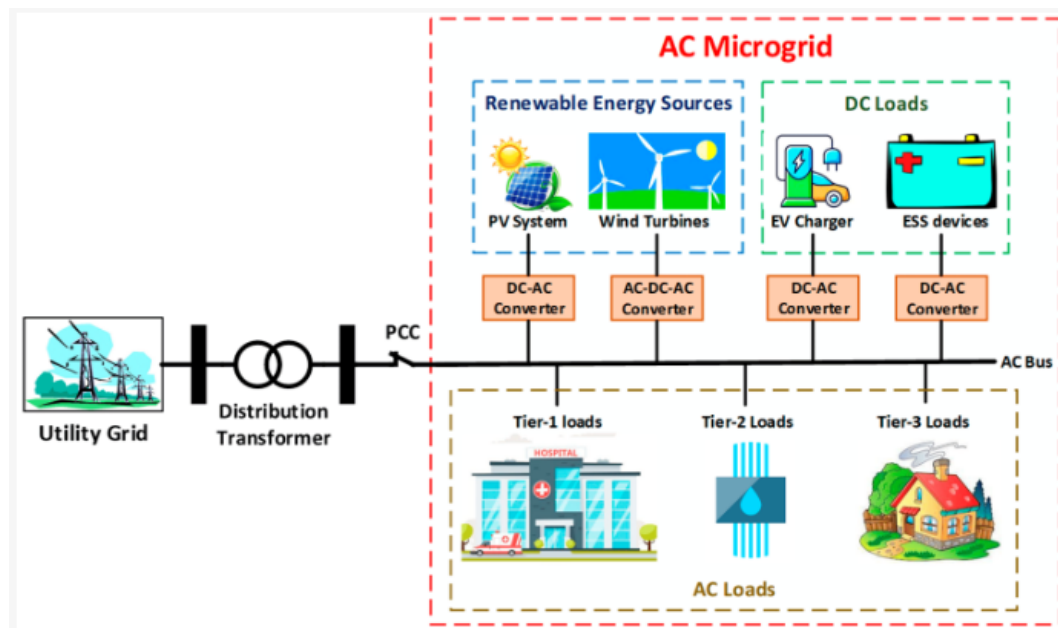 AC Microgrid
Renewable Energy Sources
DC Loads
PV System
Wind Turbines
EV Charger
ESS devices
DC-AC
Converter
AC-DC-AC
Converter
DC-AC
Converter
DC-AC
Converter
PCC
AC Bus
Utility Grid
Distribution
Transformer
Tier-1 loads
Tier-2 Loads
Tier-3 Loads
HOSPITAL
AC Loads